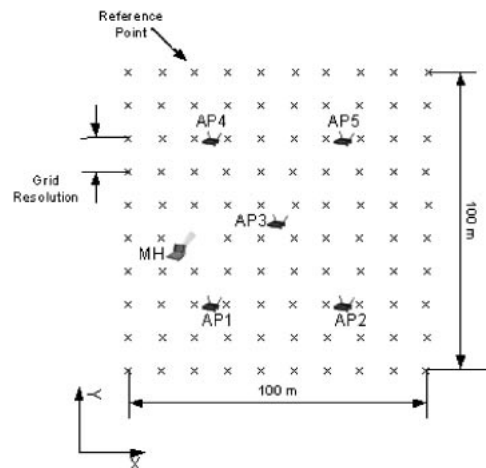 Reference
Point
AP4
AP5
Grid
Resolution
AP3
MH
100 m
AP1
AP2
100 m
Y
X